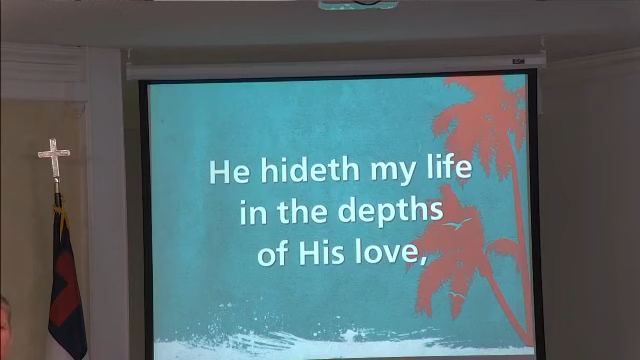 He hideth my life
in the depths
of His love,